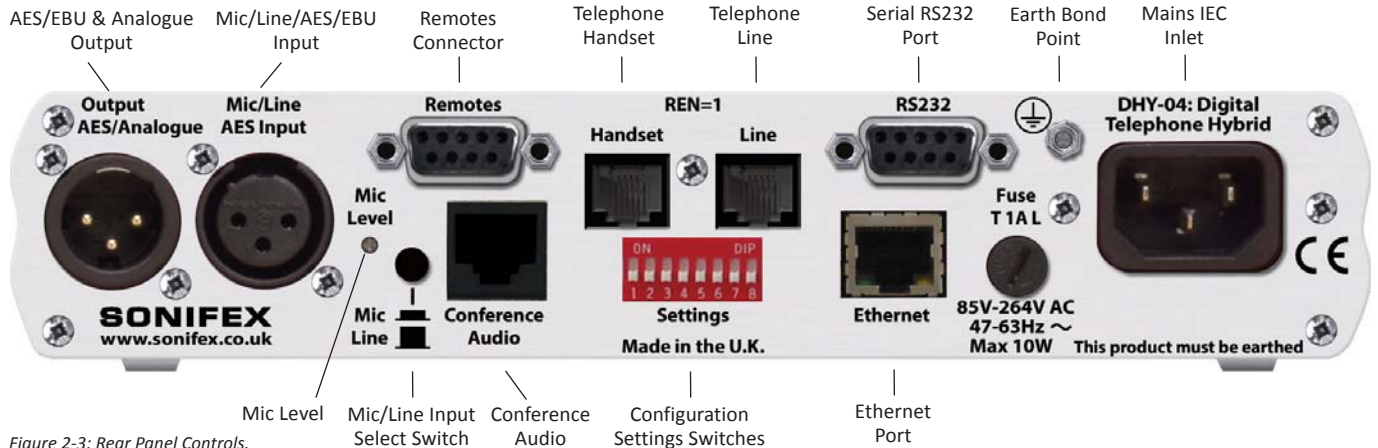 AES/EBU & Analogue
Output
Mic/Line/AES/EBU
Input
Remotes
Connector
Telephone
Handset
Telephone
Line
Serial RS232
Port
Earth Bond
Point
Mains IEC
Inlet
Output
AES/Analogue
Mic/Line
AES Input
Remotes
REN=1
Handset
Line
RS232
DHY-04: Digital
Telephone Hybrid
Mic
Level
Fuse
T 1A L
ON DIP
1 2 3 4 5 6 7 8
CE
SONIFEX
www.sonifex.co.uk
Mic
Line
Conference
Audio
Settings
Made in the U.K.
Ethernet
85V-264V AC
47-63Hz ~
Max 10W
This product must be earthed
Mic Level
Mic/Line Input
Select Switch
Conference
Audio
Configuration
Settings Switches
Ethernet
Port
Figure 2-3: Rear Panel Controls.